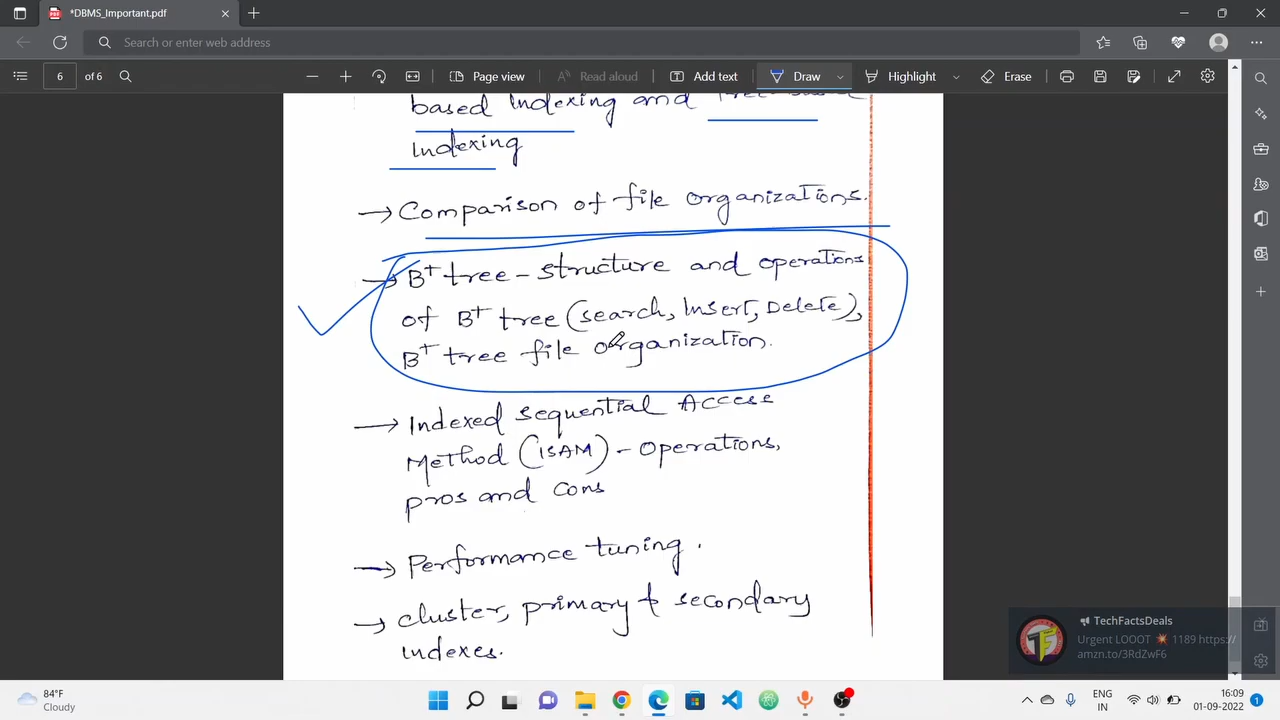 *DBMS_Important.pdf
Search or enter web address
6 of 6
Page view
Read aloud
Add text
Draw
Highlight
Erase
based Indexing and
Indexing
→ Comparison of file organizations.
→ B+ tree - structure and operations
of B+ tree (search, Insert, Delete),
B+ tree file organization.
→ Indexed sequential Access
Method (ISAM) - Operations,
pros and cons
→ Performance tuning.
→ cluster, primary & secondary
indexes.
TechFactsDeals
Urgent LOOOT 💥 1189 https://
amzn.to/3RdZwF6
84°F
Cloudy
ENG
IN
16:09
01-09-2022
1